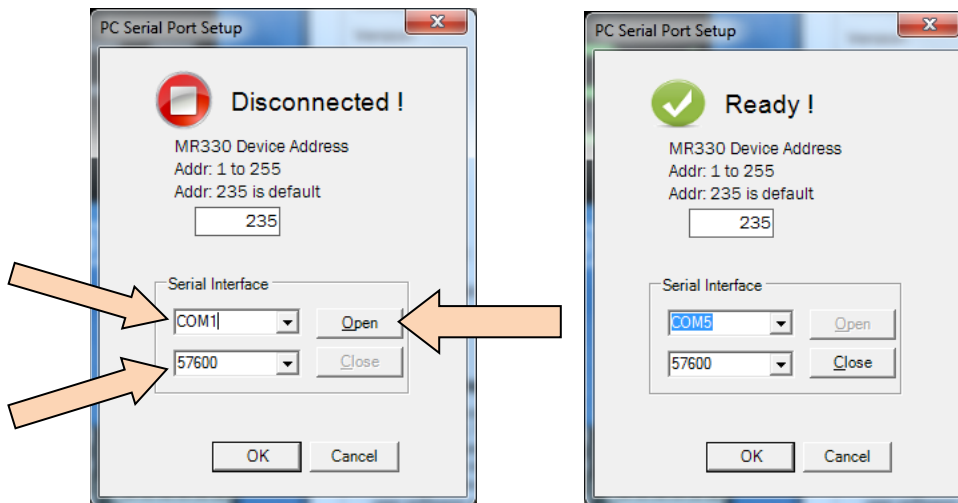 PC Serial Port Setup
Disconnected !
MR330 Device Address
Addr: 1 to 255
Addr: 235 is default
235
Serial Interface
COM1
Open
57600
Close
OK
Cancel
PC Serial Port Setup
Ready !
MR330 Device Address
Addr: 1 to 255
Addr: 235 is default
235
Serial Interface
COM5
Open
57600
Close
OK
Cancel